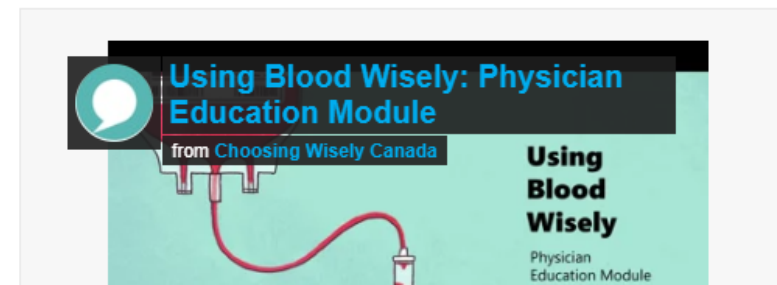 Using Blood Wisely: Physician
Education Module
from Choosing Wisely Canada
Using
Blood
Wisely
Physician
Education Module